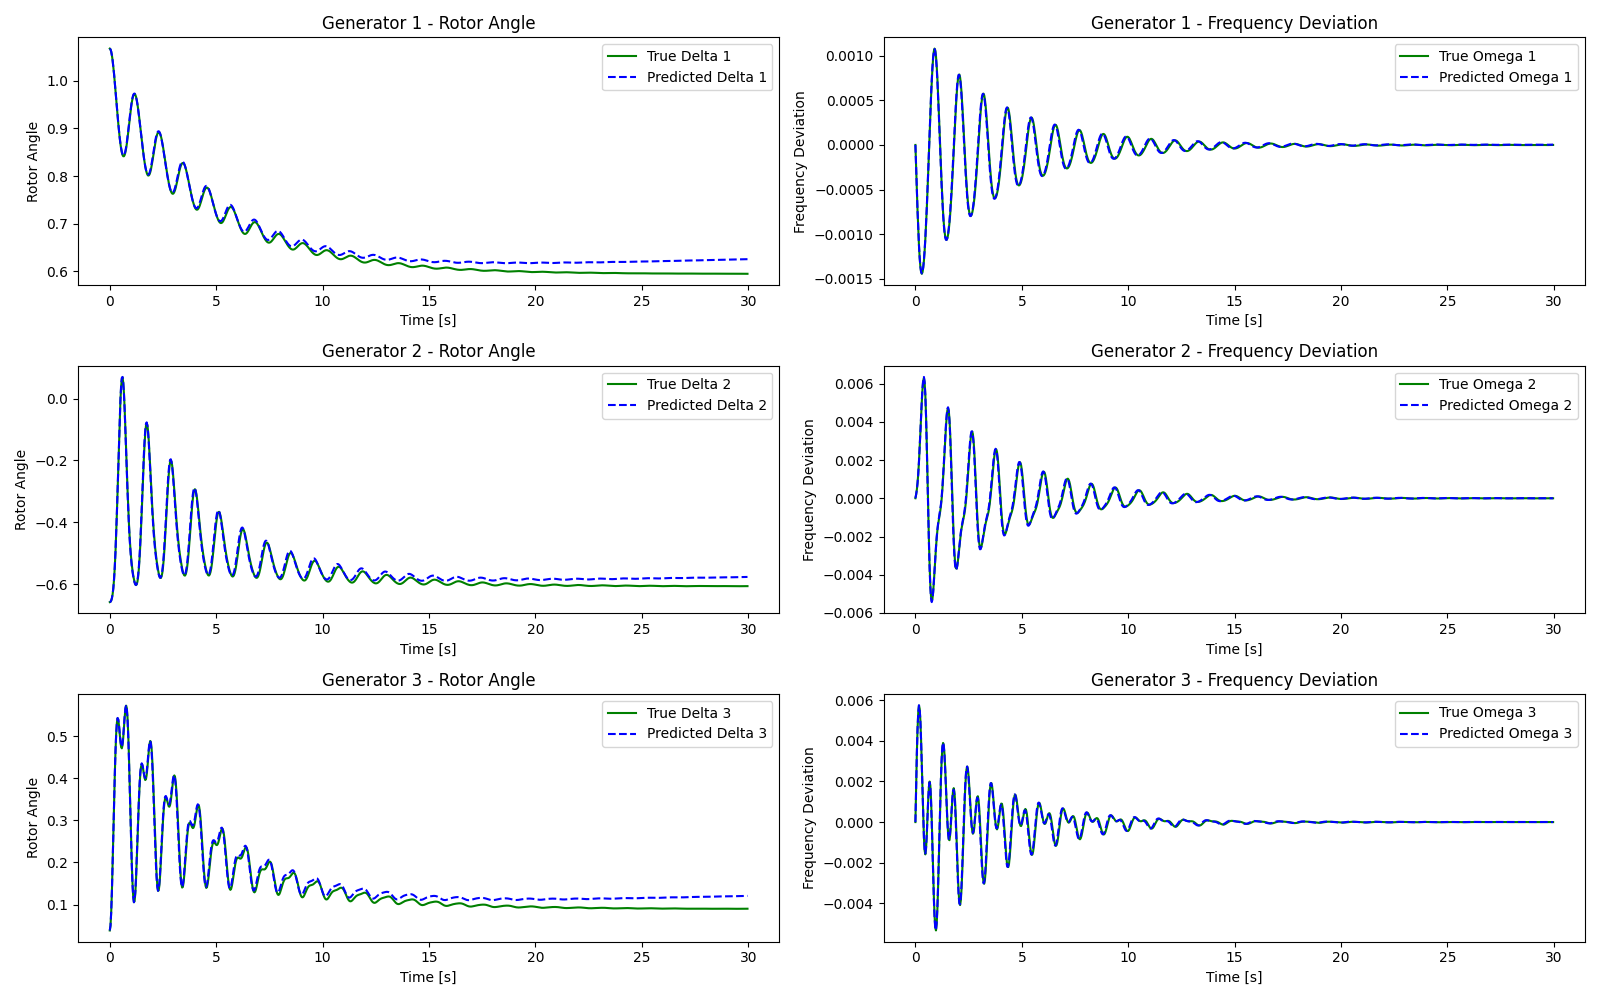 Generator 1 - Rotor Angle
Rotor Angle
1.0
0.9
0.8
0.7
0.6
True Delta 1
Predicted Delta 1
0 5 10 15 20 25 30
Time [s]
Generator 1 - Frequency Deviation
Frequency Deviation
0.0010
0.0005
0.0000
−0.0005
−0.0010
−0.0015
True Omega 1
Predicted Omega 1
0 5 10 15 20 25 30
Time [s]
Generator 2 - Rotor Angle
Rotor Angle
0.0
−0.2
−0.4
−0.6
True Delta 2
Predicted Delta 2
0 5 10 15 20 25 30
Time [s]
Generator 2 - Frequency Deviation
Frequency Deviation
0.006
0.004
0.002
0.000
−0.002
−0.004
−0.006
True Omega 2
Predicted Omega 2
0 5 10 15 20 25 30
Time [s]
Generator 3 - Rotor Angle
Rotor Angle
0.5
0.4
0.3
0.2
0.1
True Delta 3
Predicted Delta 3
0 5 10 15 20 25 30
Time [s]
Generator 3 - Frequency Deviation
Frequency Deviation
0.006
0.004
0.002
0.000
−0.002
−0.004
True Omega 3
Predicted Omega 3
0 5 10 15 20 25 30
Time [s]